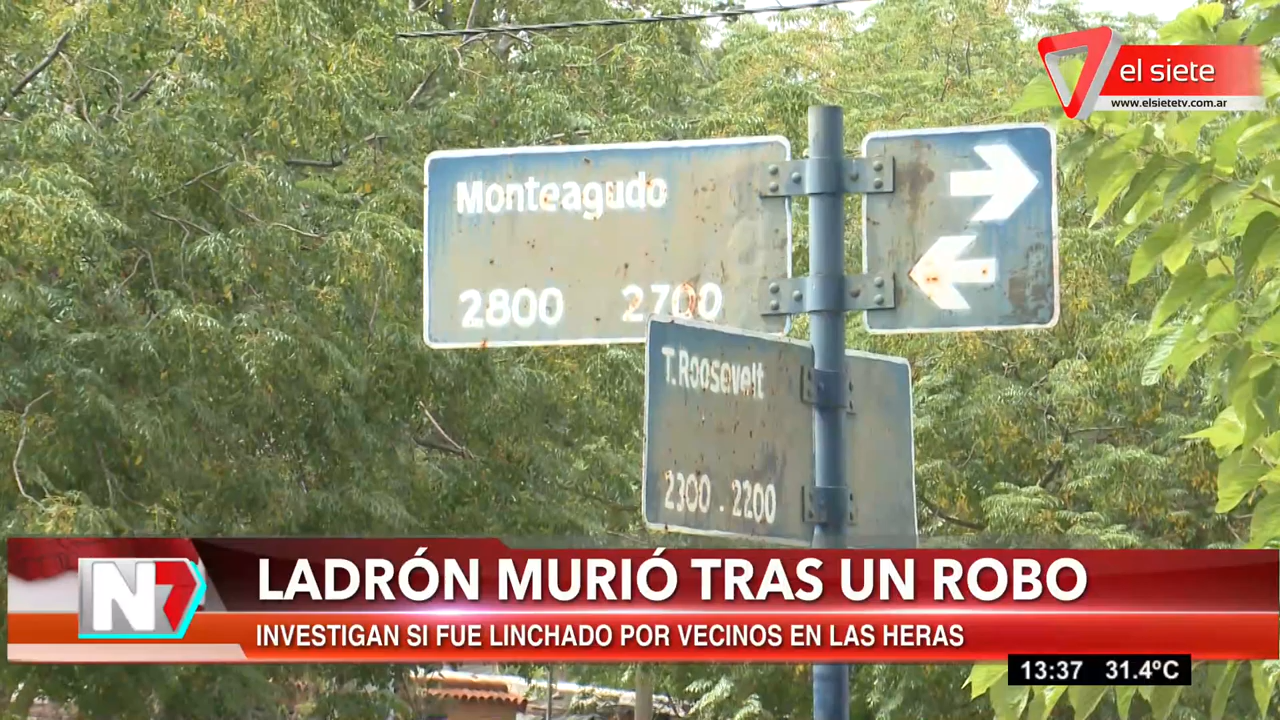 el siete
www.elsietetv.com.ar
Monteagudo
2800 2700
T.Roosevelt
2300 . 2200
N7
LADRÓN MURIÓ TRAS UN ROBO
INVESTIGAN SI FUE LINCHADO POR VECINOS EN LAS HERAS
13:37 31.4ºC